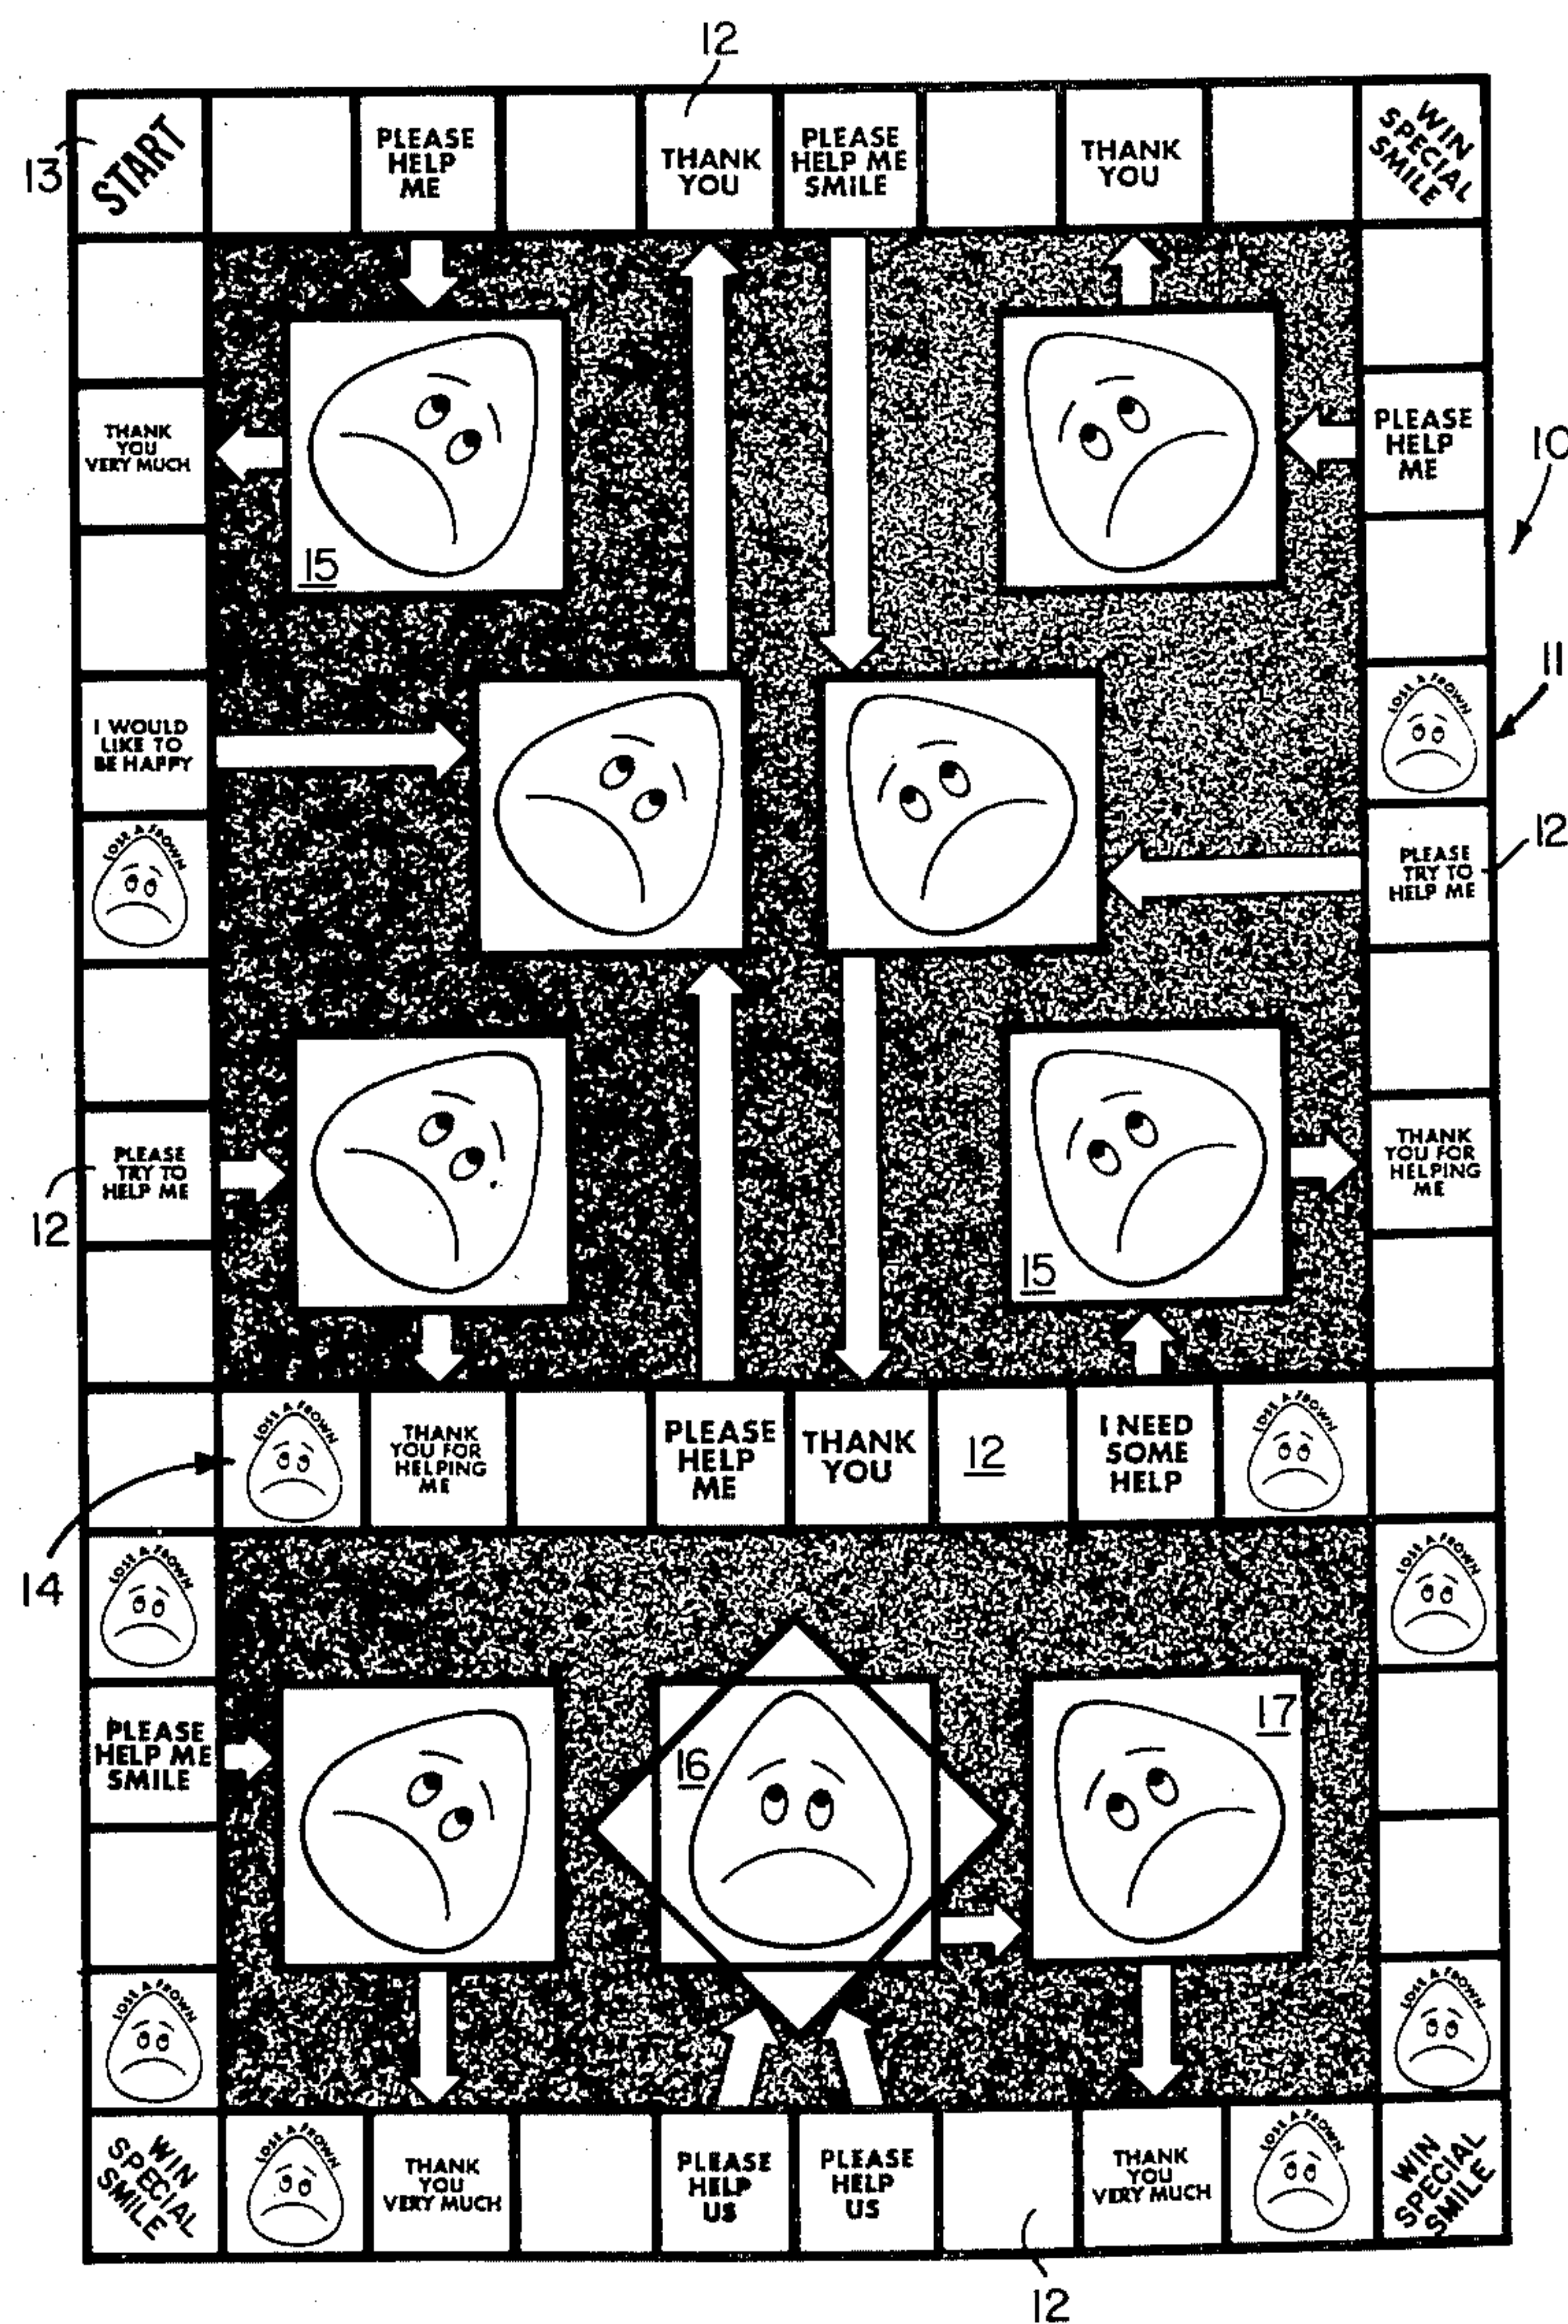 12
13
START
PLEASE
HELP
ME
THANK
YOU
PLEASE
HELP ME
SMILE
THANK
YOU
WIN
SPECIAL
SMILE
THANK
YOU
VERY MUCH
15
PLEASE
HELP
ME
10
I WOULD
LIKE TO
BE HAPPY
LOSE A FROWN
11
LOSE A FROWN
PLEASE
TRY TO
HELP ME
12
PLEASE
TRY TO
HELP ME
12
15
THANK
YOU FOR
HELPING
ME
14
LOSE A FROWN
THANK
YOU FOR
HELPING
ME
PLEASE
HELP
ME
THANK
YOU
12
I NEED
SOME
HELP
LOSE A FROWN
LOSE A FROWN
LOSE A FROWN
PLEASE
HELP ME
SMILE
16
17
LOSE A FROWN
LOSE A FROWN
WIN
SPECIAL
SMILE
LOSE A FROWN
THANK
YOU
VERY MUCH
PLEASE
HELP
US
PLEASE
HELP
US
THANK
YOU
VERY MUCH
LOSE A FROWN
WIN
SPECIAL
SMILE
12